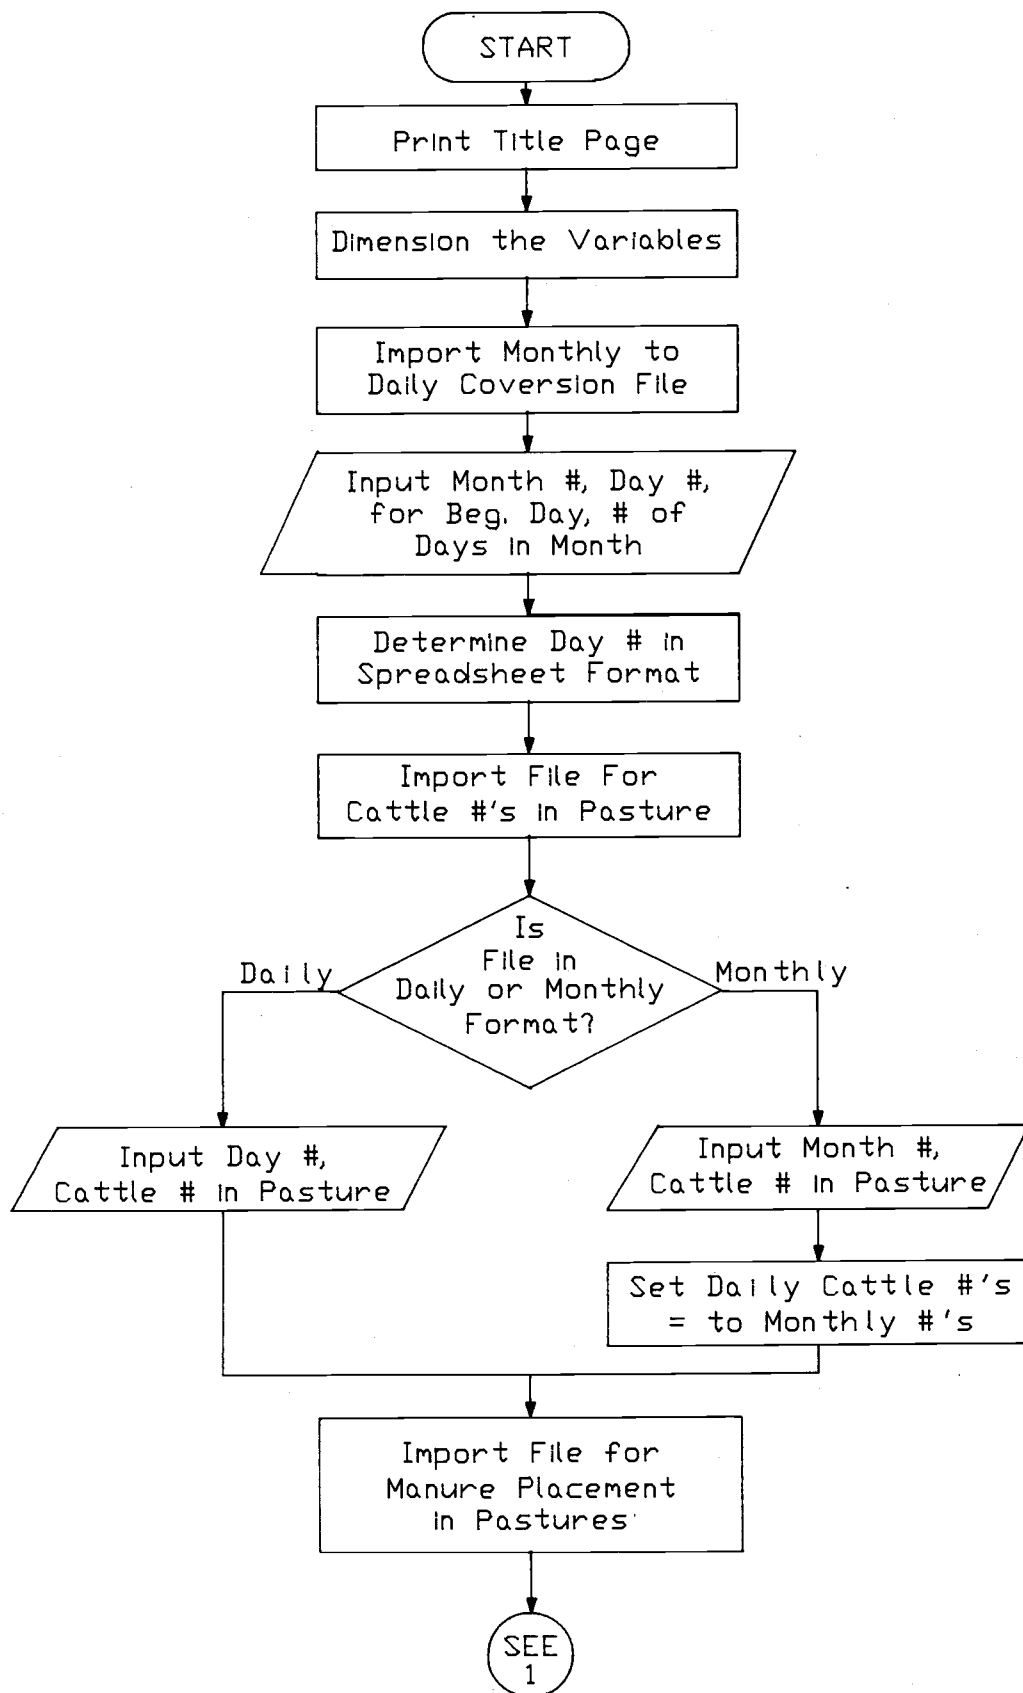 START
Print Title Page
Dimension the Variables
Import Monthly to
Daily Coversion File
Input Month #, Day #,
for Beg. Day, # of
Days in Month
Determine Day # in
Spreadsheet Format
Import File For
Cattle #'s in Pasture
Is
File in
Daily or Monthly
Format?
Daily
Monthly
Input Day #,
Cattle # in Pasture
Input Month #,
Cattle # in Pasture
Set Daily Cattle #'s
= to Monthly #'s
Import File for
Manure Placement
in Pastures
SEE
1